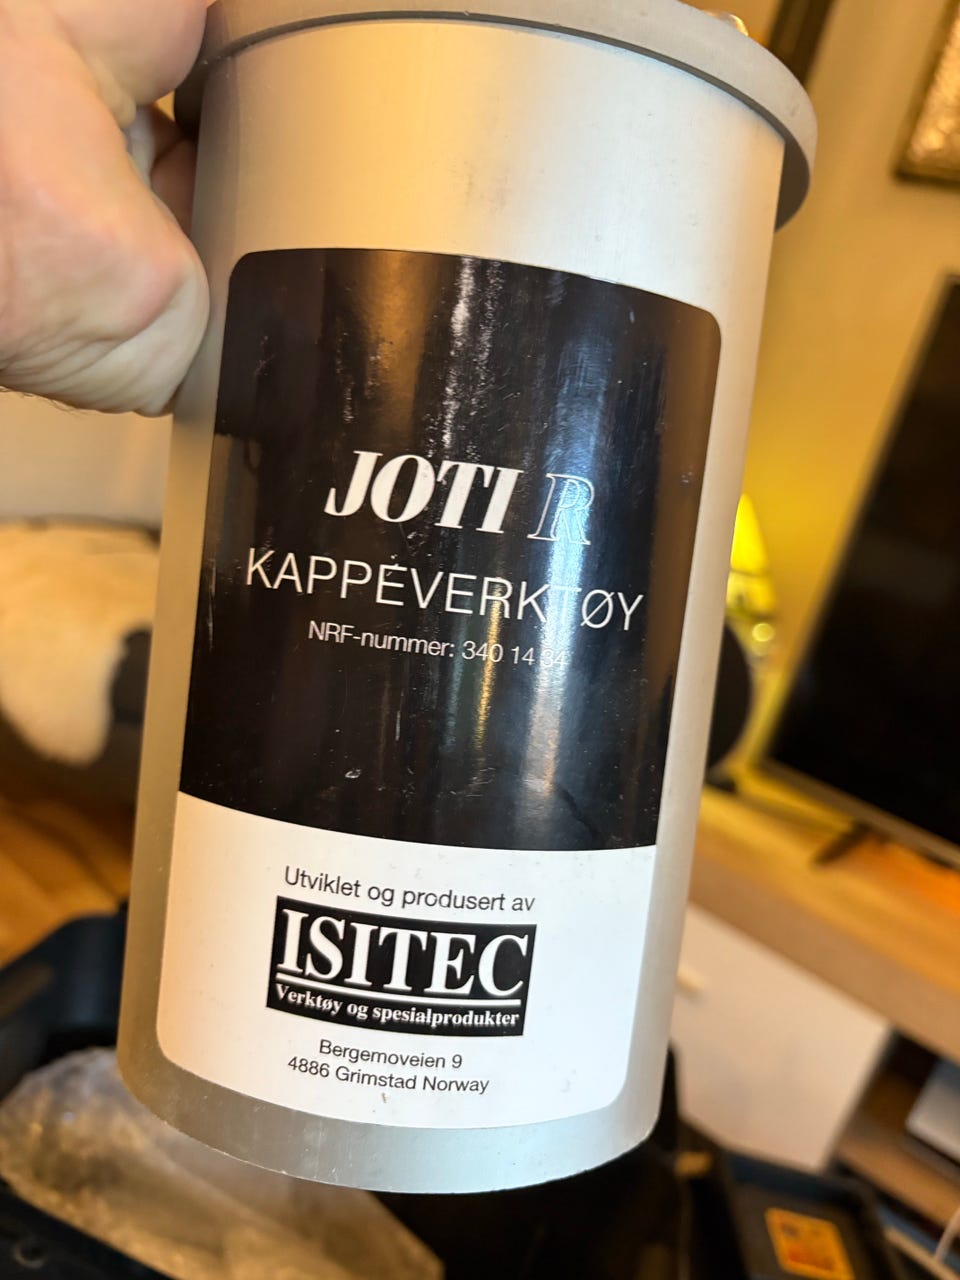 JOTI R
KAPPEVERKTØY
NRF-nummer: 340 14 34
Utviklet og produsert av
ISITEC
Verktøy og spesialprodukter
Bergemoveien 9
4886 Grimstad Norway